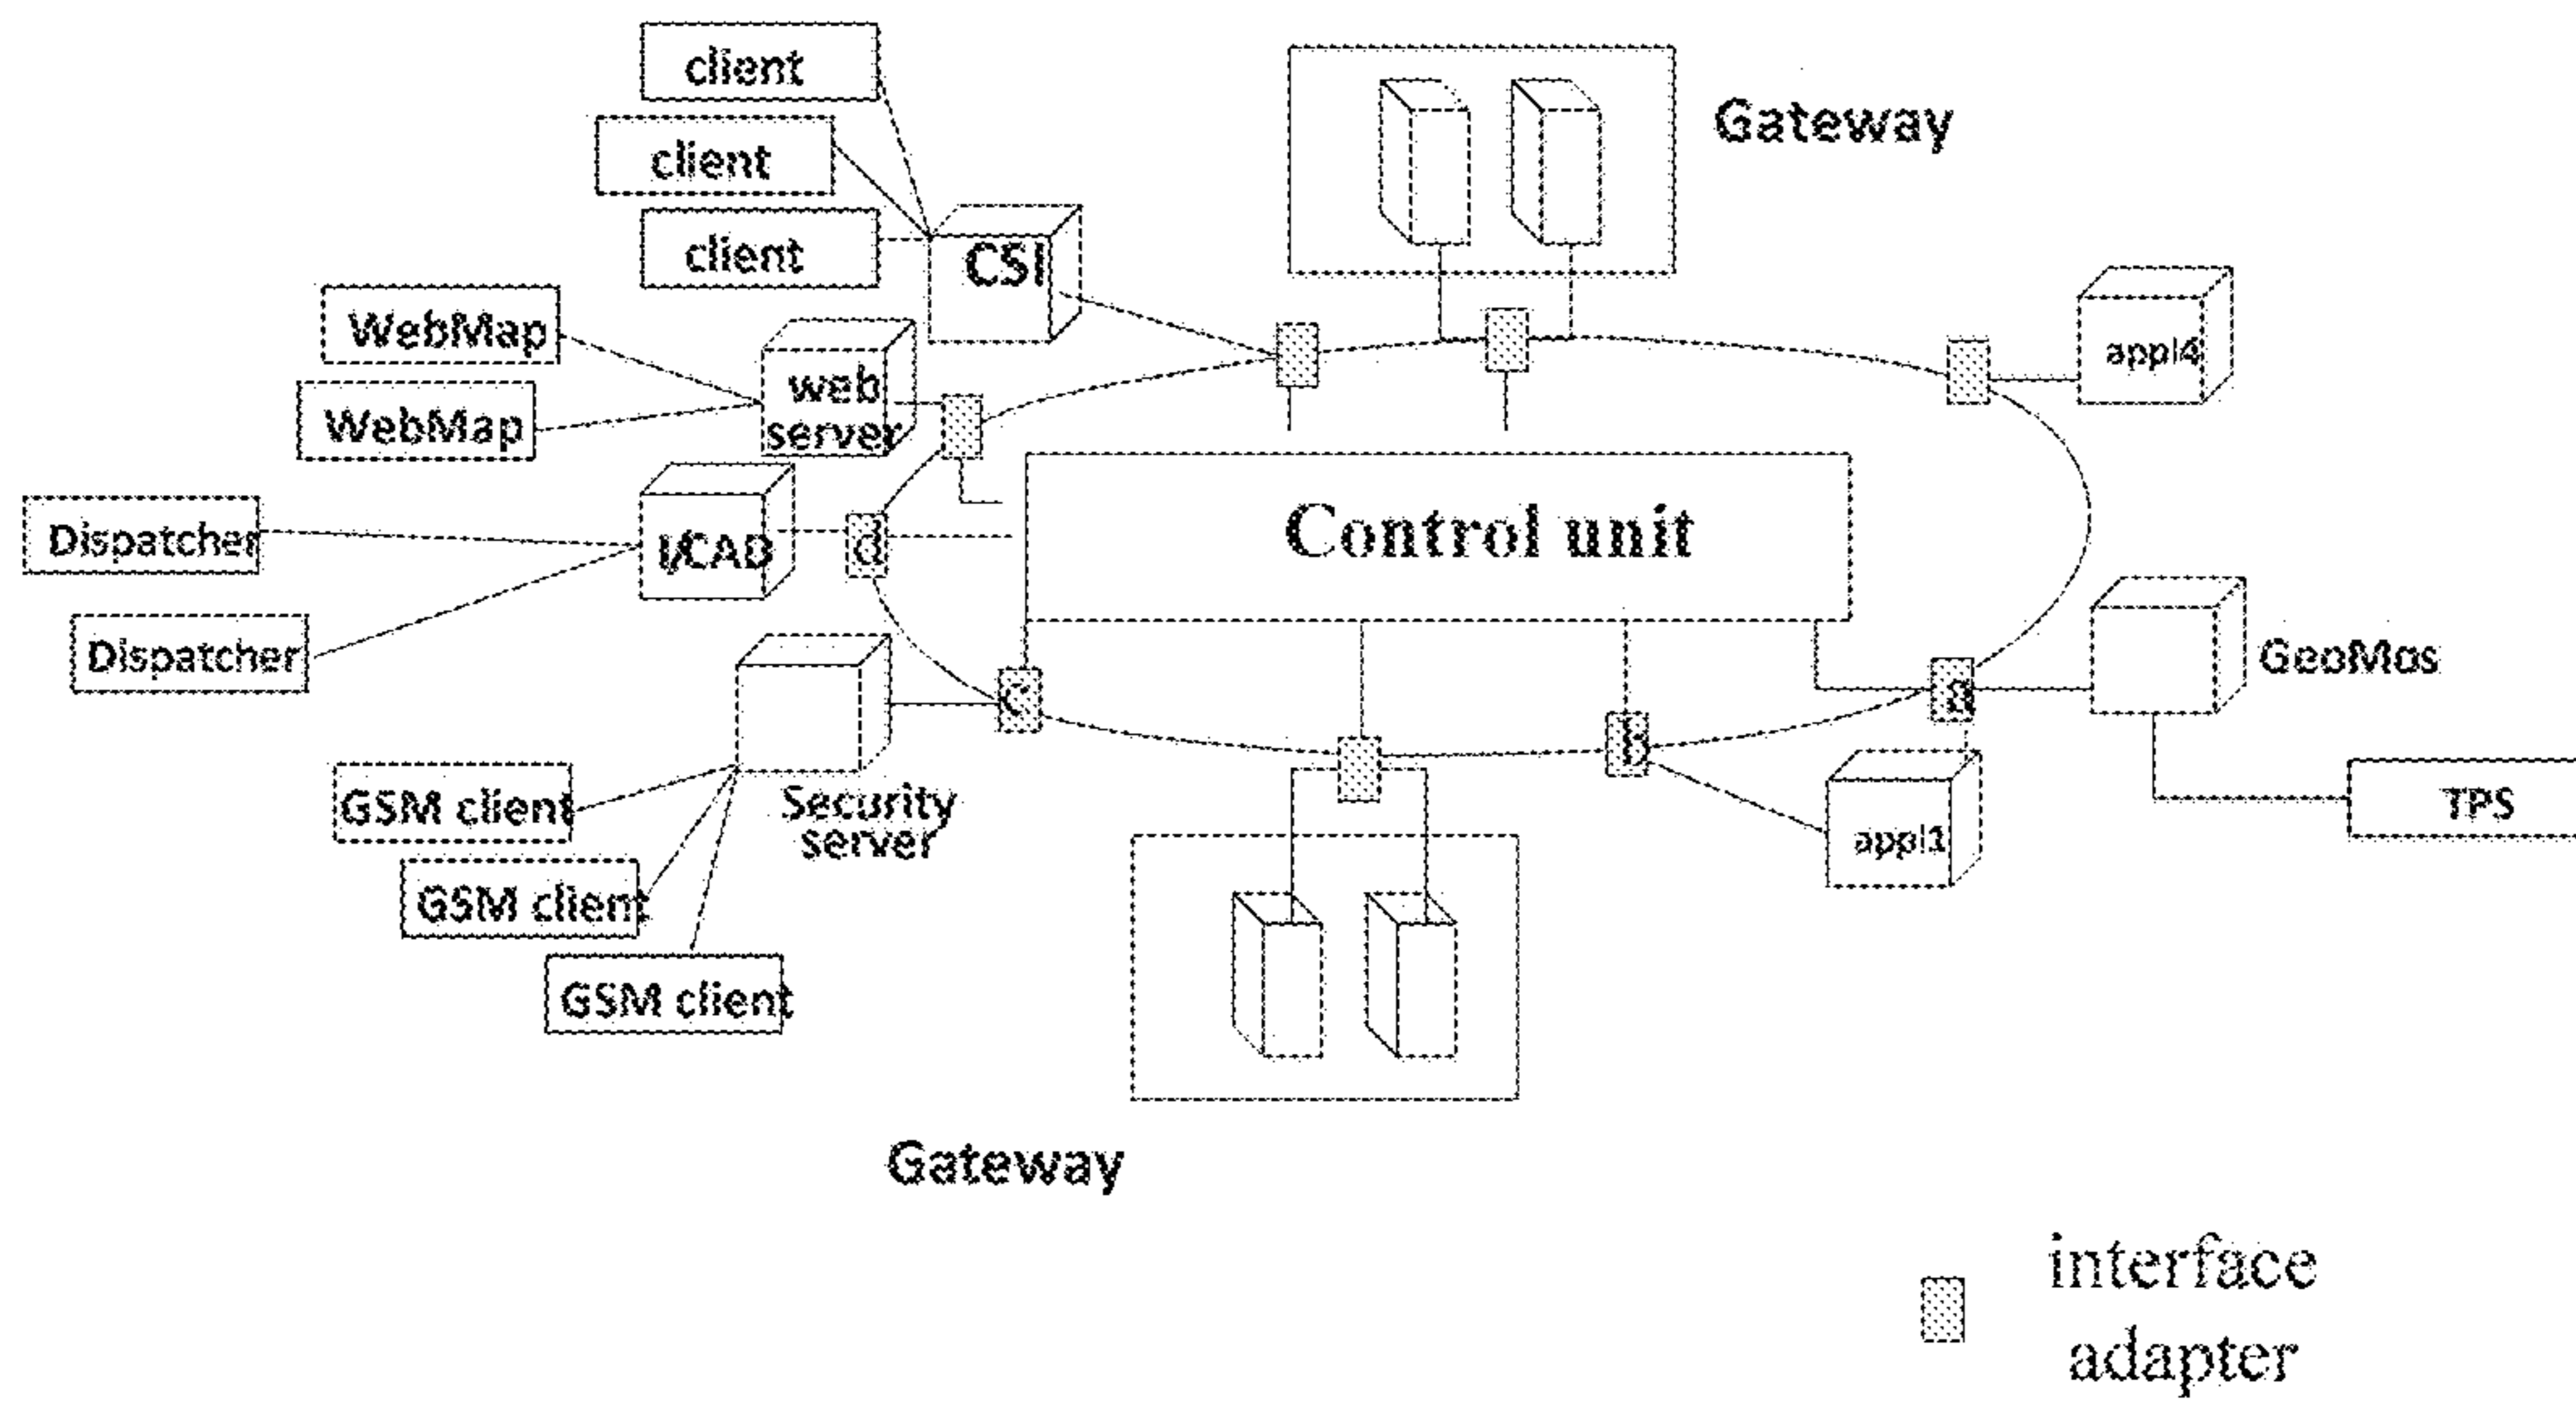 client
Gateway
client
client
CSI
WebMap
appl4
web
server
WebMap
Control unit
Dispatcher
I/CAD
d
Dispatcher
GeoMos
C
a
b
TPS
GSM client
Security
server
appl1
GSM client
GSM client
Gateway
interface
adapter